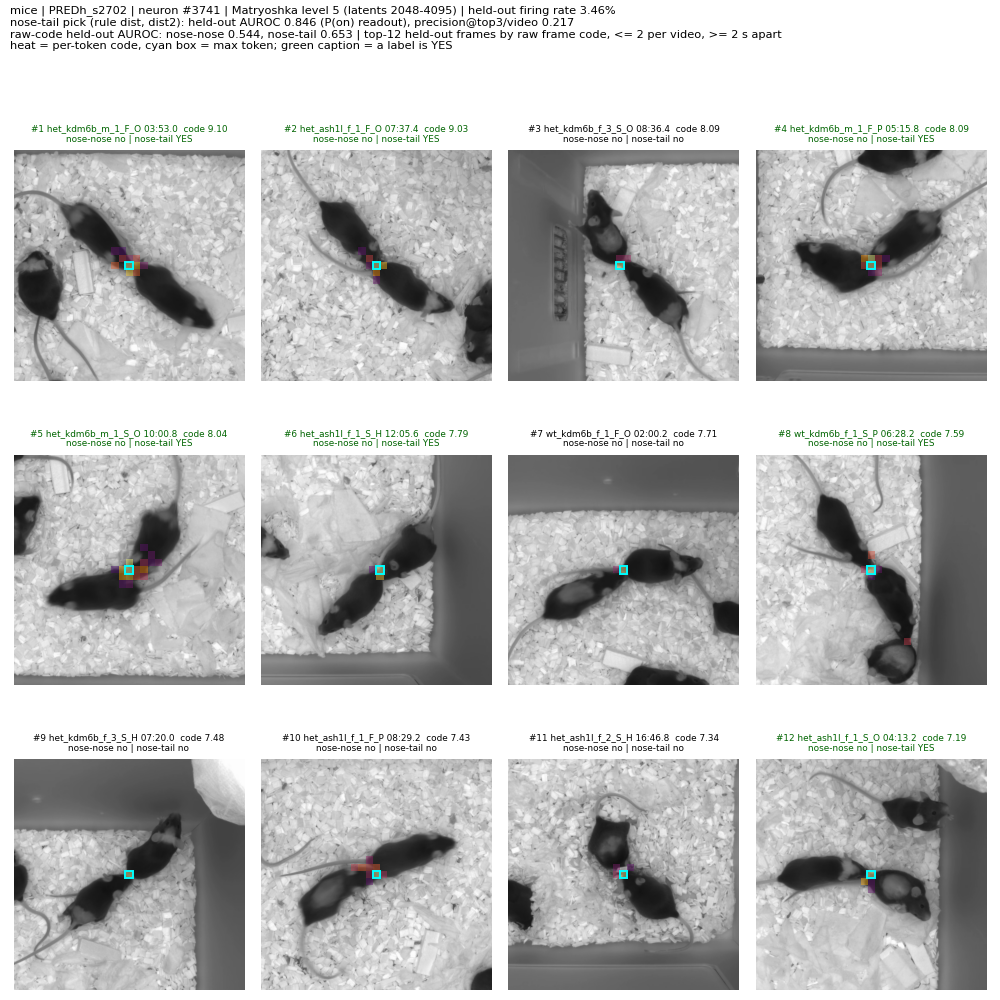 mice | PREDh_s2702 | neuron #3741 | Matryoshka level 5 (latents 2048-4095) | held-out firing rate 3.46%
nose-tail pick (rule dist, dist2): held-out AUROC 0.846 (P(on) readout), precision@top3/video 0.217
raw-code held-out AUROC: nose-nose 0.544, nose-tail 0.653 | top-12 held-out frames by raw frame code, <= 2 per video, >= 2 s apart
heat = per-token code, cyan box = max token; green caption = a label is YES
#1 het_kdm6b_m_1_F_O 03:53.0 code 9.10
nose-nose no | nose-tail YES
#2 het_ash1l_f_1_F_O 07:37.4 code 9.03
nose-nose no | nose-tail YES
#3 het_kdm6b_f_3_S_O 08:36.4 code 8.09
nose-nose no | nose-tail no
#4 het_kdm6b_m_1_F_P 05:15.8 code 8.09
nose-nose no | nose-tail YES
#5 het_kdm6b_m_1_S_O 10:00.8 code 8.04
nose-nose no | nose-tail YES
#6 het_ash1l_f_1_S_H 12:05.6 code 7.79
nose-nose no | nose-tail YES
#7 wt_kdm6b_f_1_F_O 02:00.2 code 7.71
nose-nose no | nose-tail no
#8 wt_kdm6b_f_1_S_P 06:28.2 code 7.59
nose-nose no | nose-tail YES
#9 het_kdm6b_f_3_S_H 07:20.0 code 7.48
nose-nose no | nose-tail no
#10 het_ash1l_f_1_F_P 08:29.2 code 7.43
nose-nose no | nose-tail no
#11 het_ash1l_f_2_S_H 16:46.8 code 7.34
nose-nose no | nose-tail no
#12 het_ash1l_f_1_S_O 04:13.2 code 7.19
nose-nose no | nose-tail YES